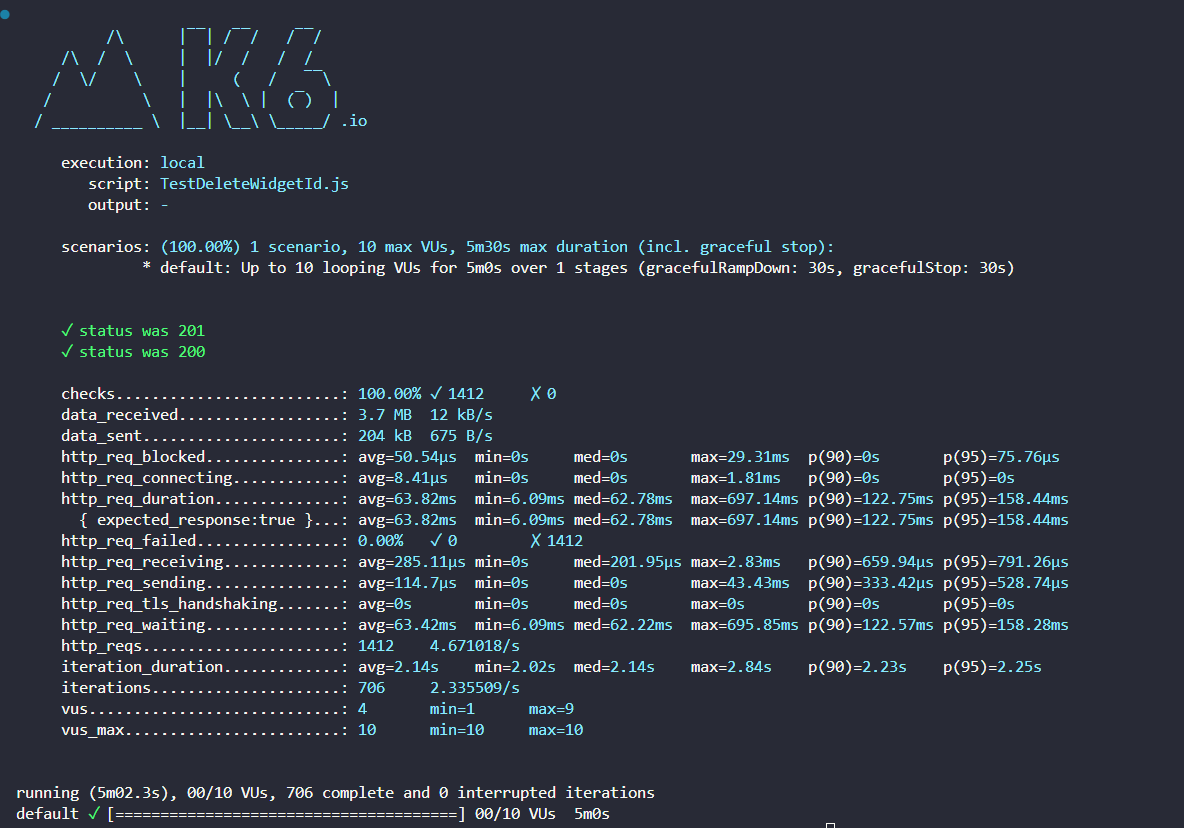 .io
execution: local
script: TestDeleteWidgetId.js
output: -
scenarios: (100.00%) 1 scenario, 10 max VUs, 5m30s max duration (incl. graceful stop):
* default: Up to 10 looping VUs for 5m0s over 1 stages (gracefulRampDown: 30s, gracefulStop: 30s)
✓ status was 201
✓ status was 200
checks.........................: 100.00% ✓ 1412 ✗ 0
data_received..................: 3.7 MB 12 kB/s
data_sent......................: 204 kB 675 B/s
http_req_blocked...............: avg=50.54µs min=0s med=0s max=29.31ms p(90)=0s p(95)=75.76µs
http_req_connecting............: avg=8.41µs min=0s med=0s max=1.81ms p(90)=0s p(95)=0s
http_req_duration..............: avg=63.82ms min=6.09ms med=62.78ms max=697.14ms p(90)=122.75ms p(95)=158.44ms
{ expected_response:true }...: avg=63.82ms min=6.09ms med=62.78ms max=697.14ms p(90)=122.75ms p(95)=158.44ms
http_req_failed................: 0.00% ✓ 0 ✗ 1412
http_req_receiving.............: avg=285.11µs min=0s med=201.95µs max=2.83ms p(90)=659.94µs p(95)=791.26µs
http_req_sending...............: avg=114.7µs min=0s med=0s max=43.43ms p(90)=333.42µs p(95)=528.74µs
http_req_tls_handshaking.......: avg=0s min=0s med=0s max=0s p(90)=0s p(95)=0s
http_req_waiting...............: avg=63.42ms min=6.09ms med=62.22ms max=695.85ms p(90)=122.57ms p(95)=158.28ms
http_reqs......................: 1412 4.671018/s
iteration_duration.............: avg=2.14s min=2.02s med=2.14s max=2.84s p(90)=2.23s p(95)=2.25s
iterations.....................: 706 2.335509/s
vus............................: 4 min=1 max=9
vus_max........................: 10 min=10 max=10
running (5m02.3s), 00/10 VUs, 706 complete and 0 interrupted iterations
default ✓ [======================================] 00/10 VUs 5m0s